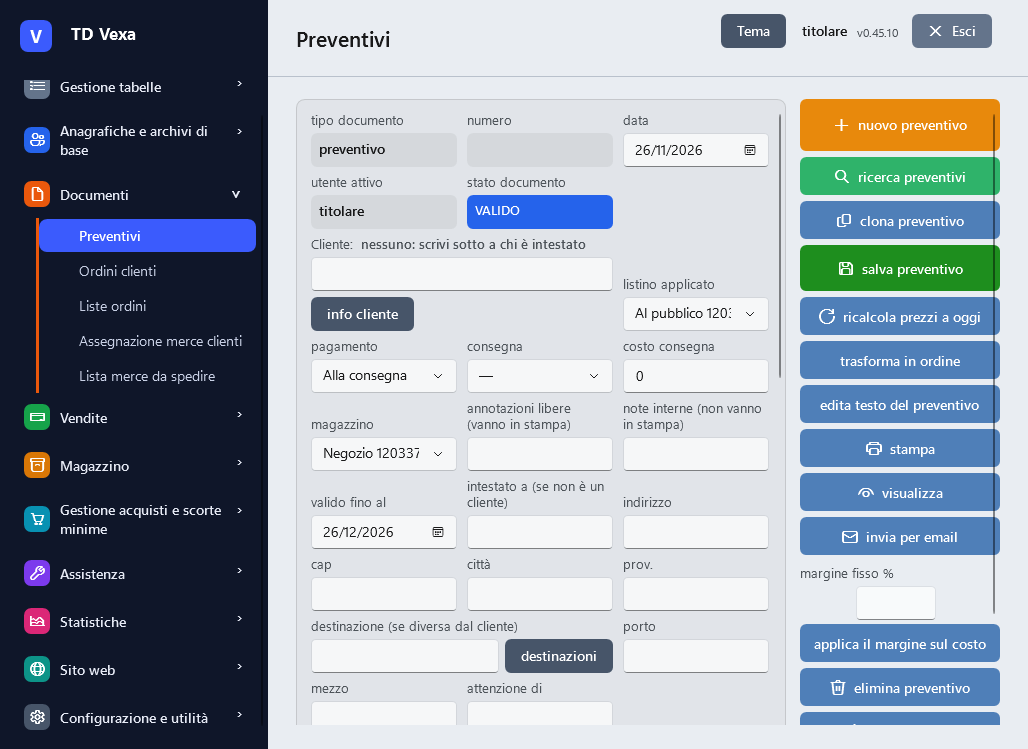 V
TD Vexa
Gestione tabelle
Anagrafiche e archivi di
base
Documenti
Preventivi
Ordini clienti
Liste ordini
Assegnazione merce clienti
Lista merce da spedire
Vendite
Magazzino
Gestione acquisti e scorte
minime
Assistenza
Statistiche
Sito web
Configurazione e utilità
Preventivi
Tema
titolare v0.45.10
Esci
tipo documento numero data
preventivo 26/11/2026
utente attivo stato documento
titolare VALIDO
Cliente: nessuno: scrivi sotto a chi è intestato
listino applicato
info cliente Al pubblico 1203
pagamento consegna costo consegna
Alla consegna — 0
magazzino annotazioni libere
(vanno in stampa) note interne (non vanno
in stampa)
Negozio 120337
valido fino al intestato a (se non è un
cliente) indirizzo
26/12/2026
cap città prov.
destinazione (se diversa dal cliente) porto
destinazioni
mezzo attenzione di
nuovo preventivo
ricerca preventivi
clona preventivo
salva preventivo
ricalcola prezzi a oggi
trasforma in ordine
edita testo del preventivo
stampa
visualizza
invia per email
margine fisso %
applica il margine sul costo
elimina preventivo